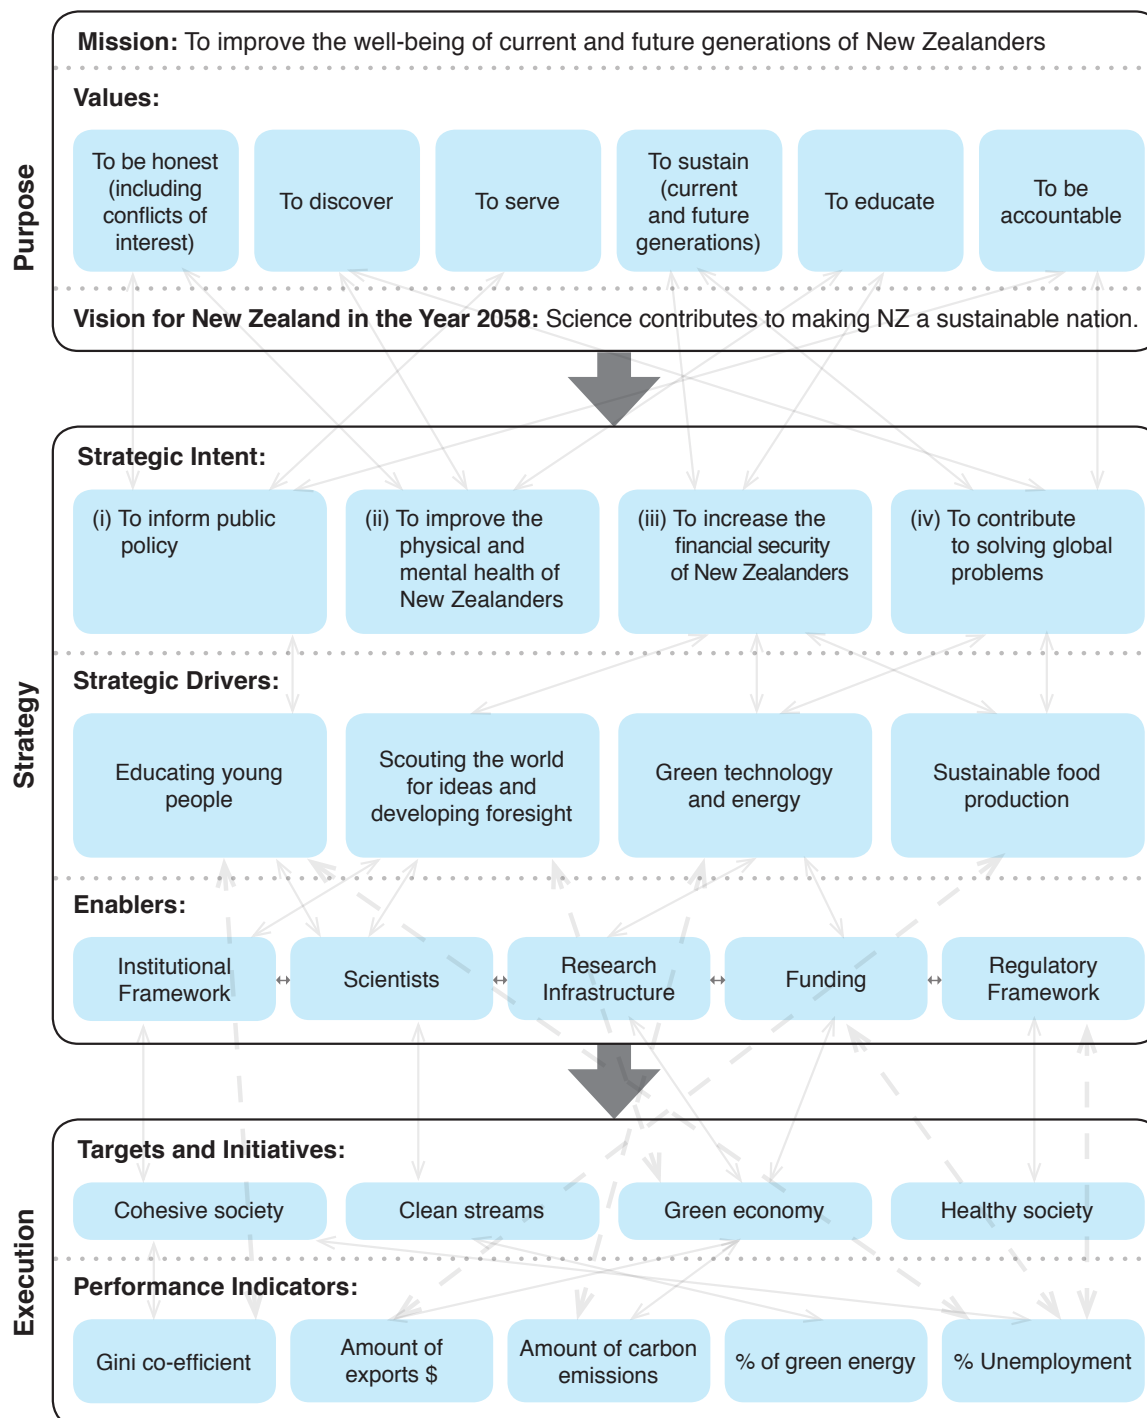 Purpose
Mission: To improve the well-being of current and future generations of New Zealanders
Values:
To be honest
(including
conflicts of
interest)
To discover
To serve
To sustain
(current
and future
generations)
To educate
To be
accountable
Vision for New Zealand in the Year 2058: Science contributes to making NZ a sustainable nation.
Strategy
Strategic Intent:
(i) To inform public
policy
(ii) To improve the
physical and
mental health of
New Zealanders
(iii) To increase the
financial security
of New Zealanders
(iv) To contribute
to solving global
problems
Strategic Drivers:
Educating young
people
Scouting the world
for ideas and
developing foresight
Green technology
and energy
Sustainable food
production
Enablers:
Institutional
Framework
Scientists
Research
Infrastructure
Funding
Regulatory
Framework
Execution
Targets and Initiatives:
Cohesive society
Clean streams
Green economy
Healthy society
Performance Indicators:
Gini co-efficient
Amount of
exports $
Amount of carbon
emissions
% of green energy
% Unemployment